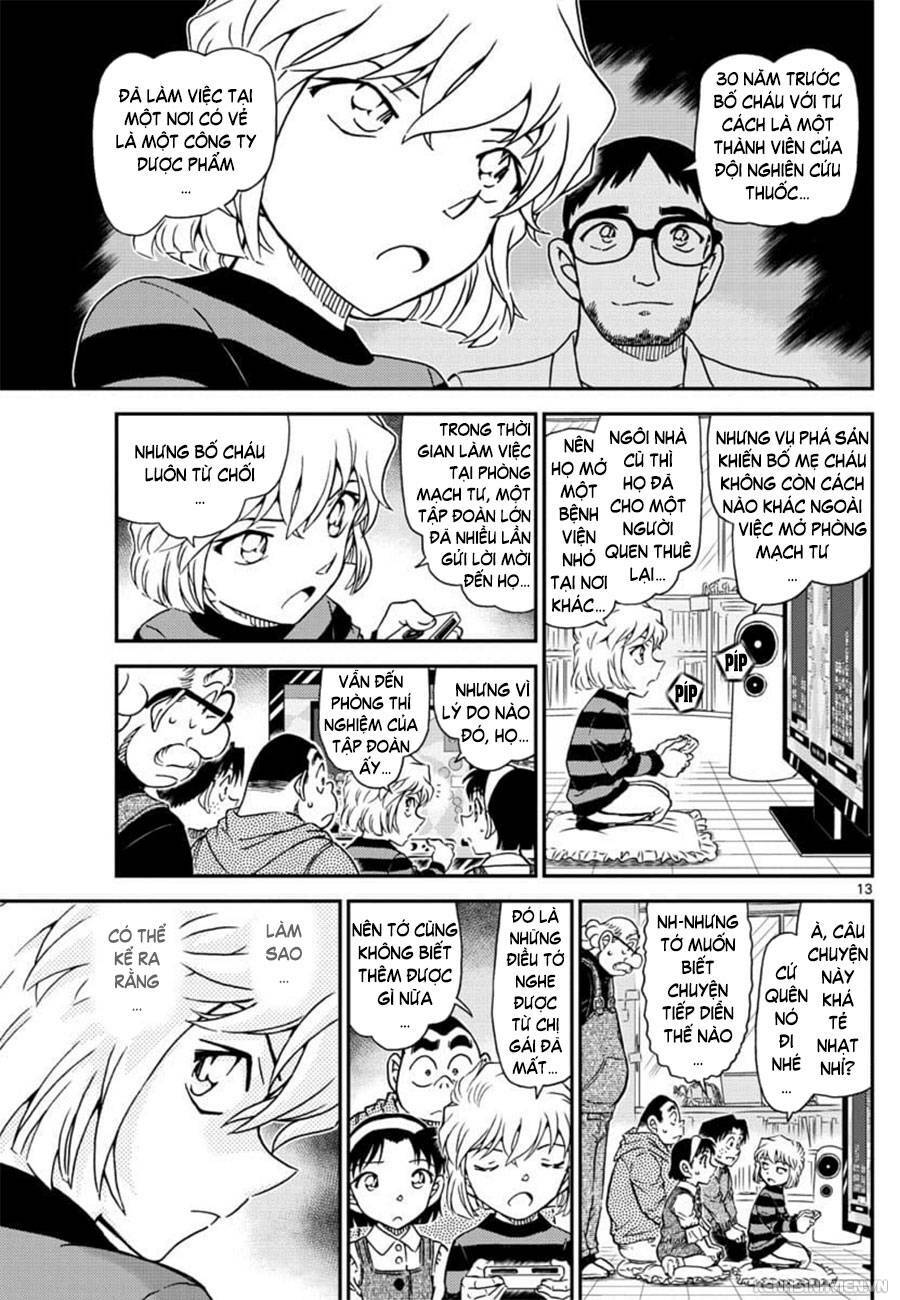 30 NĂM TRƯỚC
BỐ CHÁU VỚI TƯ
CÁCH LÀ MỘT
THÀNH VIÊN CỦA
ĐỘI NGHIÊN CỨU
THUỐC...
ĐÃ LÀM VIỆC TẠI
MỘT NƠI CÓ VẺ
LÀ MỘT CÔNG TY
DƯỢC PHẨM
...
NHƯNG VỤ PHÁ SẢN
KHIẾN BỐ MẸ CHÁU
KHÔNG CÒN CÁCH
NÀO KHÁC NGOÀI
VIỆC MỞ PHÒNG
MẠCH TƯ
...
NGÔI NHÀ
CŨ THÌ
HỌ ĐÃ
CHO MỘT
NGƯỜI
QUEN THUÊ
LẠI...
NÊN
HỌ MỞ
MỘT
BỆNH
VIỆN
NHỎ
TẠI NƠI
KHÁC...
PÍP
PÍP
TRONG THỜI
GIAN LÀM VIỆC
TẠI PHÒNG
MẠCH TƯ, MỘT
TẬP ĐOÀN LỚN
ĐÃ NHIỀU LẦN
GỬI LỜI MỜI
ĐẾN HỌ...
NHƯNG BỐ CHÁU
LUÔN TỪ CHỐI
...
NHƯNG VÌ
LÝ DO NÀO
ĐÓ, HỌ...
VẪN ĐẾN
PHÒNG THÍ
NGHIỆM CỦA
TẬP ĐOÀN
ẤY...
13
À, CÂU
CHUYỆN
NÀY
KHÁ TẺ
NHẠT
NHỈ?
CỨ
QUÊN
NÓ ĐI
NHÉ
...
NH-NHƯNG
TỚ MUỐN
BIẾT
CHUYỆN
TIẾP DIỄN
THẾ NÀO
...
ĐÓ LÀ
NHỮNG
ĐIỀU TỚ
NGHE
ĐƯỢC
TỪ CHỊ
GÁI ĐÃ
MẤT...
NÊN TỚ CŨNG
KHÔNG BIẾT
THÊM ĐƯỢC
GÌ NỮA
...
LÀM
SAO
...
CÓ THỂ
KỂ RA
RẰNG
...
KENHSINHVIEN.VN